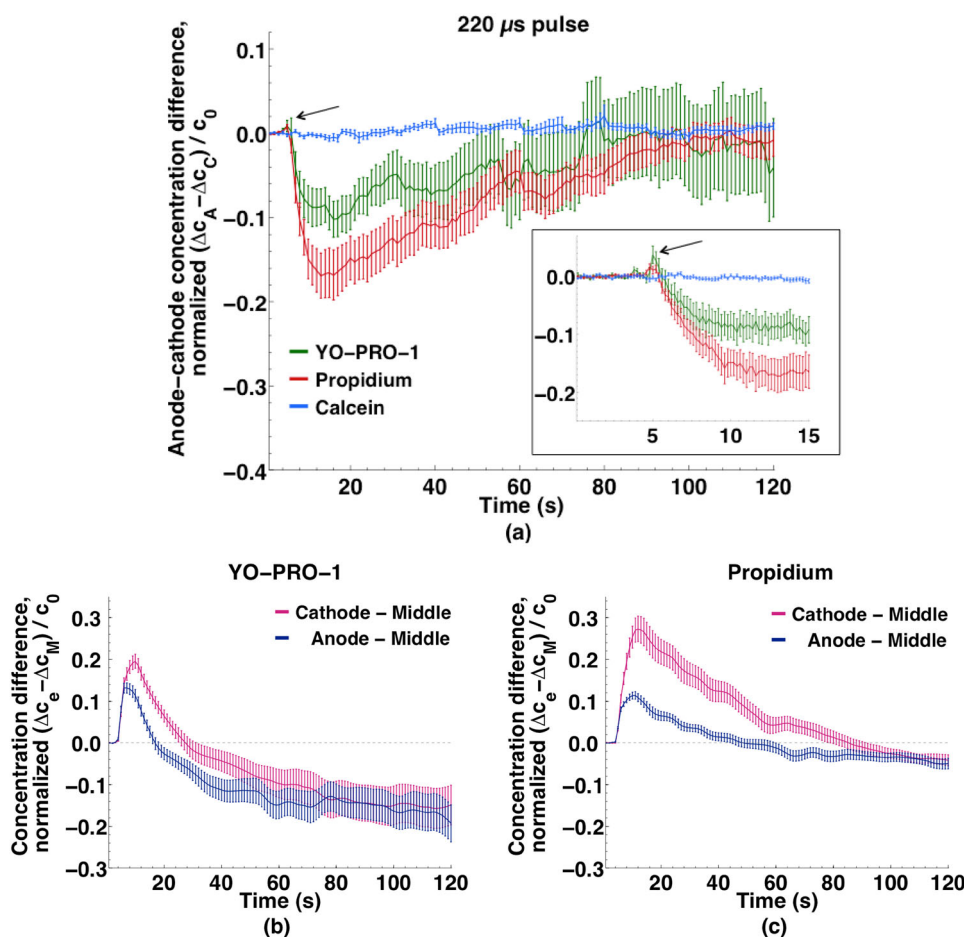 220 µs pulse
Anode−cathode concentration difference,
normalized (Δc_A−Δc_C) / c_0
0.1
0.0
−0.1
−0.2
−0.3
−0.4
YO−PRO−1
Propidium
Calcein
0.0
−0.1
−0.2
5
10
15
20
40
60
80
100
120
Time (s)
(a)
YO−PRO−1
Concentration difference,
normalized (Δc_e−Δc_M) / c_0
0.3
0.2
0.1
0.0
−0.1
−0.2
−0.3
Cathode − Middle
Anode − Middle
20
40
60
80
100
120
Time (s)
(b)
Propidium
Concentration difference,
normalized (Δc_e−Δc_M) / c_0
0.3
0.2
0.1
0.0
−0.1
−0.2
−0.3
Cathode − Middle
Anode − Middle
20
40
60
80
100
120
Time (s)
(c)